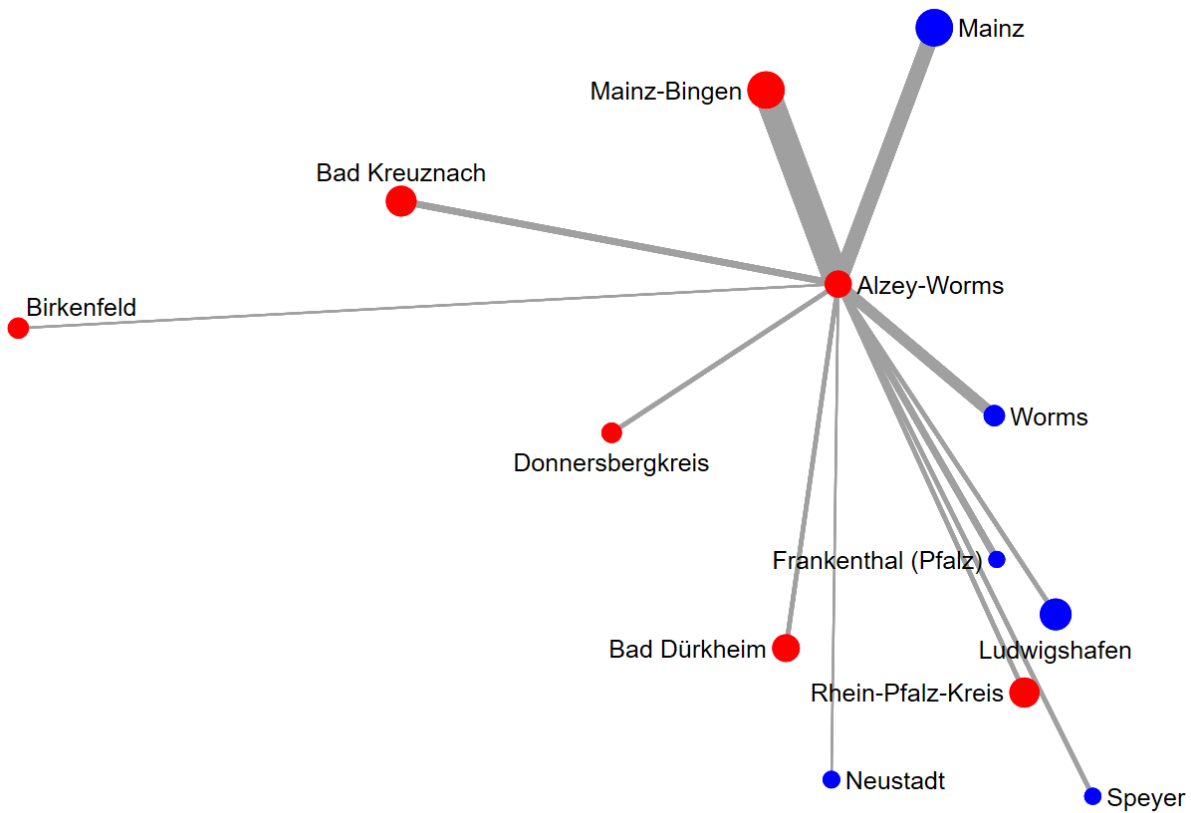 Mainz
Mainz-Bingen
Bad Kreuznach
Alzey-Worms
Birkenfeld
Worms
Donnersbergkreis
Frankenthal (Pfalz)
Bad Dürkheim
Ludwigshafen
Rhein-Pfalz-Kreis
Neustadt
Speyer